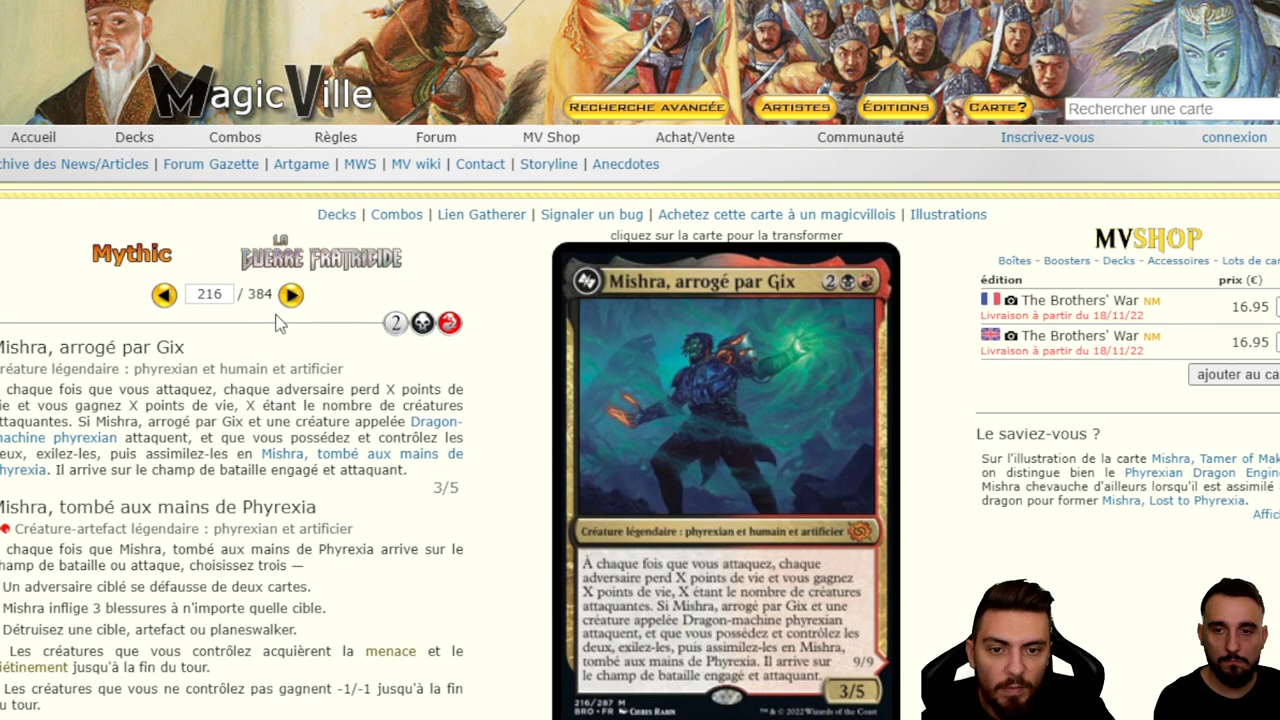 MagicVille
RECHERCHE AVANCÉE
ARTISTES
ÉDITIONS
CARTE?
Rechercher une carte
Accueil
Decks
Combos
Règles
Forum
MV Shop
Achat/Vente
Communauté
Inscrivez-vous
connexion
chive des News/Articles | Forum Gazette | Artgame | MWS | MV wiki | Contact | Storyline | Anecdotes
Decks | Combos | Lien Gatherer | Signaler un bug | Achetez cette carte à un magicvillois | Illustrations
Mythic
LA
GUERRE FRATRICIDE
216 / 384
2
Mishra, arrogé par Gix
réature légendaire : phyrexian et humain et artificier
chaque fois que vous attaquez, chaque adversaire perd X points de
ie et vous gagnez X points de vie, X étant le nombre de créatures
ttaquantes. Si Mishra, arrogé par Gix et une créature appelée Dragon-
machine phyrexian attaquent, et que vous possédez et contrôlez les
eux, exilez-les, puis assimilez-les en Mishra, tombé aux mains de
hyrexia. Il arrive sur le champ de bataille engagé et attaquant.
3/5
Mishra, tombé aux mains de Phyrexia
Créature-artefact légendaire : phyrexian et artificier
chaque fois que Mishra, tombé aux mains de Phyrexia arrive sur le
hamp de bataille ou attaque, choisissez trois —
Un adversaire ciblé se défausse de deux cartes.
Mishra inflige 3 blessures à n'importe quelle cible.
Détruisez une cible, artefact ou planeswalker.
Les créatures que vous contrôlez acquièrent la menace et le
iétinement jusqu'à la fin du tour.
Les créatures que vous ne contrôlez pas gagnent -1/-1 jusqu'à la fin
u tour.
cliquez sur la carte pour la transformer
Mishra, arrogé par Gix
2
Créature légendaire : phyrexian et humain et artificier
À chaque fois que vous attaquez, chaque
adversaire perd X points de vie et vous gagnez
X points de vie, X étant le nombre de créatures
attaquantes. Si Mishra, arrogé par Gix et une
créature appelée Dragon-machine phyrexian
attaquent, et que vous possédez et contrôlez les
deux, exilez-les, puis assimilez-les en Mishra,
tombé aux mains de Phyrexia. Il arrive sur
9/9
le champ de bataille engagé et attaquant.
3/5
216/287 M
BRO • FR CHRIS RAHN
™ & © 2022 Wizards of the Coast
MVSHOP
Boîtes - Boosters - Decks - Accessoires - Lots de car
édition
prix (€)
The Brothers' War NM
16.95
Livraison à partir du 18/11/22
The Brothers' War NM
16.95
Livraison à partir du 18/11/22
ajouter au ca
Le saviez-vous ?
Sur l'illustration de la carte Mishra, Tamer of Mak
on distingue bien le Phyrexian Dragon Engin
Mishra chevauche d'ailleurs lorsqu'il est assimilé
dragon pour former Mishra, Lost to Phyrexia.
Affic